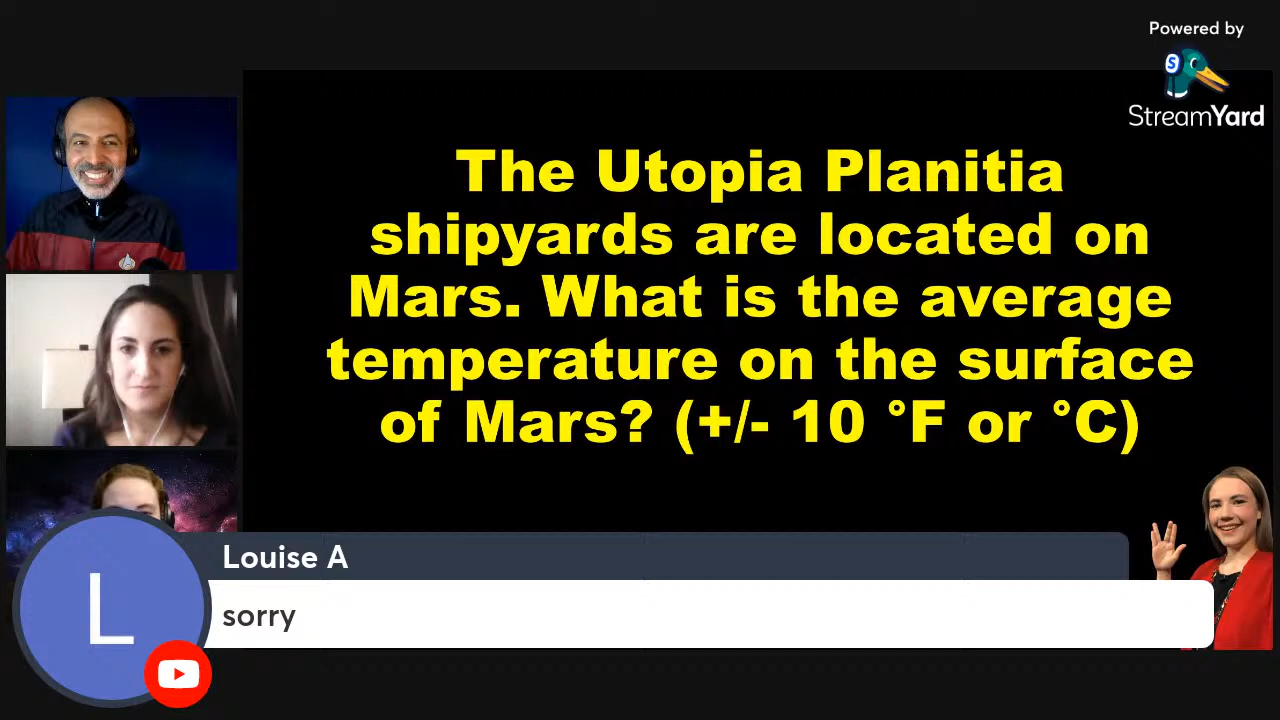 Powered by
StreamYard
The Utopia Planitia
shipyards are located on
Mars. What is the average
temperature on the surface
of Mars? (+/- 10 °F or °C)
Louise A
L
sorry